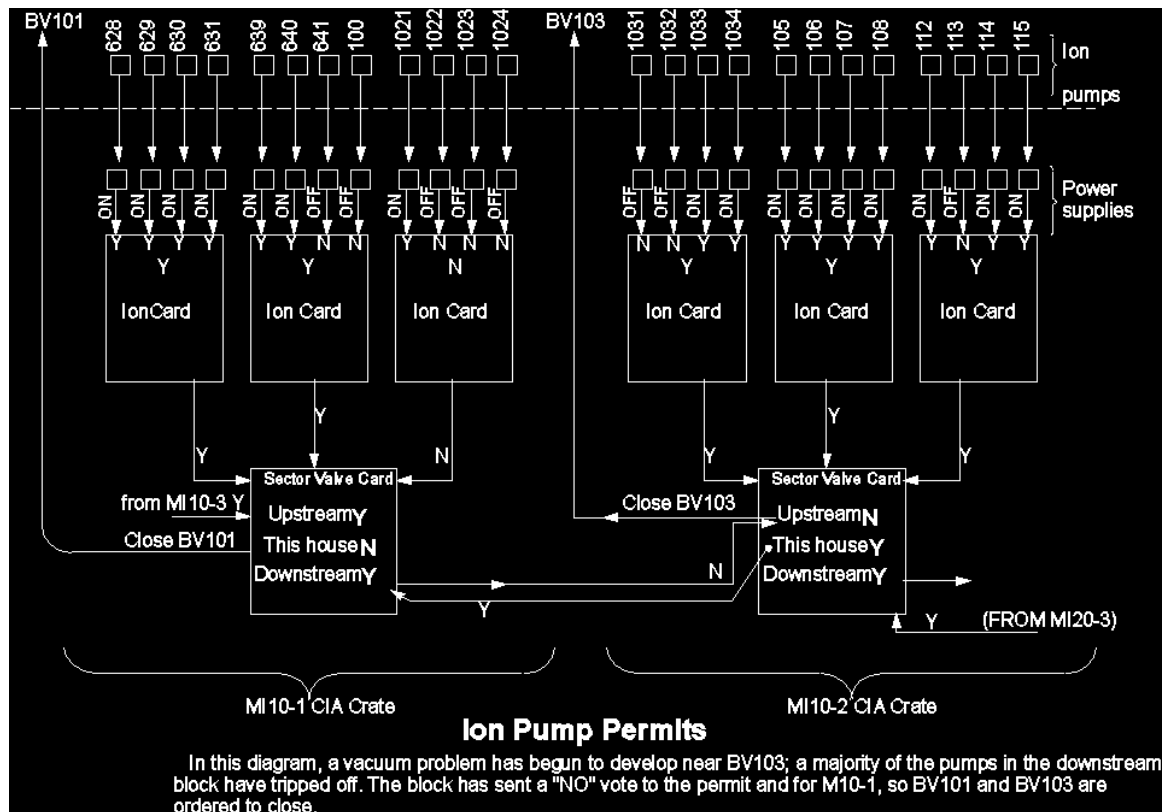 BV101 628 629 630 631 639 640 641 100 1021 1022 1023 1024 BV103 1031 1032 1033 1034 105 106 107 108 112 113 114 115 Ion
pumps
ON ON ON ON ON ON OFF OFF ON OFF OFF OFF OFF OFF ON ON ON ON ON ON ON OFF ON ON Power
supplies
Y Y Y Y Y Y N N Y N N N N N Y Y Y Y Y Y Y N Y Y
Y Y N Y Y Y
IonCard Ion Card Ion Card Ion Card Ion Card Ion Card
Y Y
Y N Y Y
Sector Valve Card Sector Valve Card
from MI10-3 Y Close BV103
Upstream Y Upstream N
Close BV101 This house N This house Y
Downstream Y N Downstream Y
Y Y (FROM MI20-3)
MI10-1 CIA Crate MI10-2 CIA Crate
Ion Pump Permits
In this diagram, a vacuum problem has begun to develop near BV103; a majority of the pumps in the downstream
block have tripped off. The block has sent a "NO" vote to the permit and for M10-1, so BV101 and BV103 are
ordered to close.